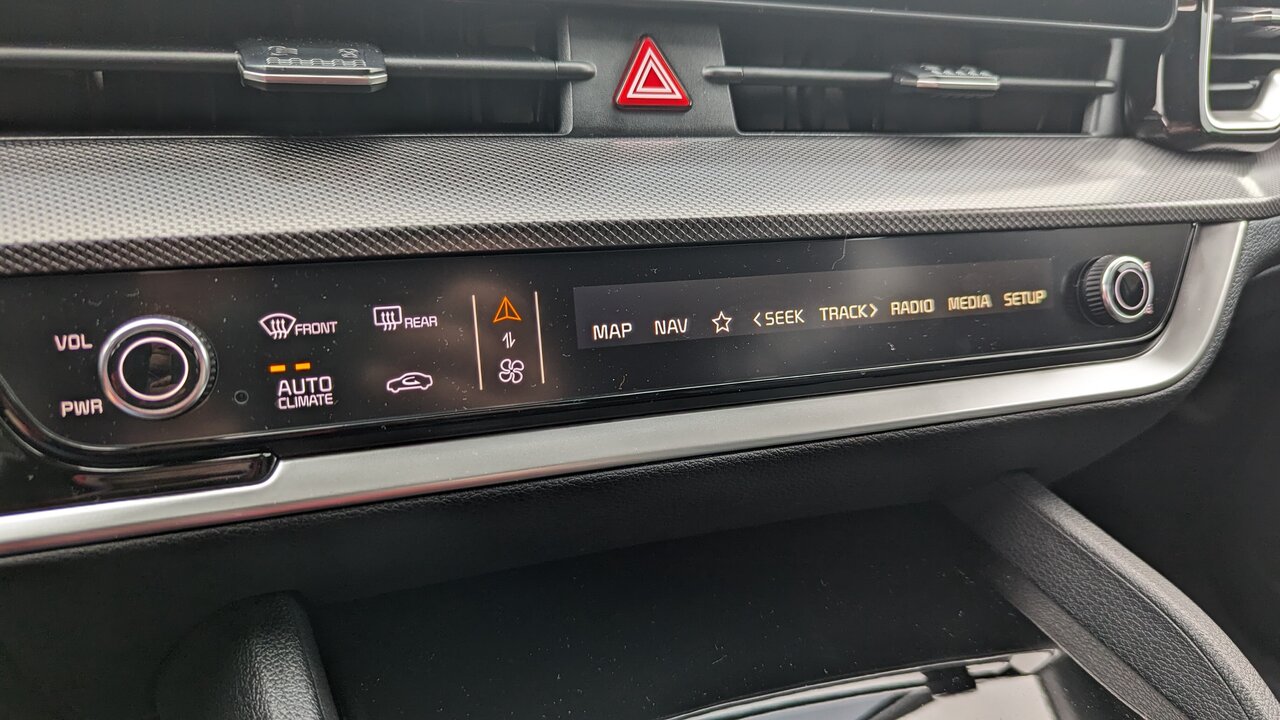 VOL
PWR
FRONT
REAR
AUTO
CLIMATE
MAP NAV <SEEK TRACK> RADIO MEDIA SETUP